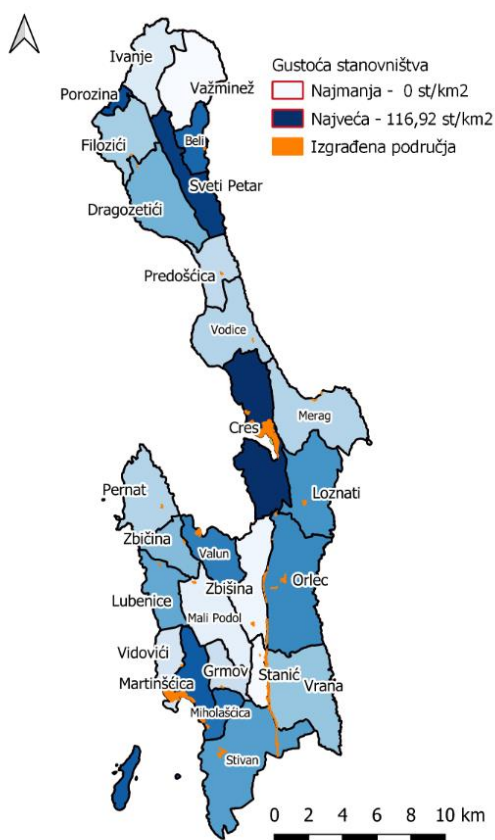 Ivanje
Važminež
Porozina
Filozići
Beli
Sveti Petar
Dragozetići
Predošćica
Vodice
Merag
Cres
Pernat
Loznati
Zbičina
Valun
Orlec
Zbišina
Lubenice
Mali Podol
Vidovići
Grmov
Stanić
Martinšćica
Vrana
Miholašćica
Stivan
Gustoća stanovništva
Najmanja - 0 st/km2
Najveća - 116,92 st/km2
Izgrađena područja
0 2 4 6 8 10 km